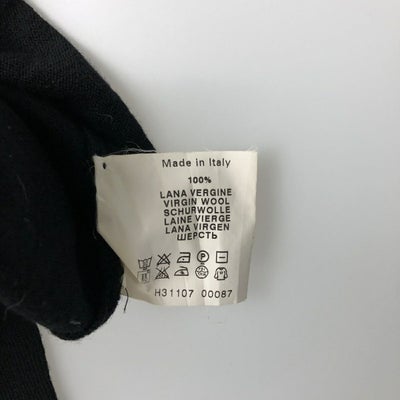 Made in Italy
100%
LANA VERGINE
VIRGIN WOOL
SCHURWOLLE
LAINE VIERGE
LANA VIRGEN
ШЕРСТЬ
P
H31107 00087